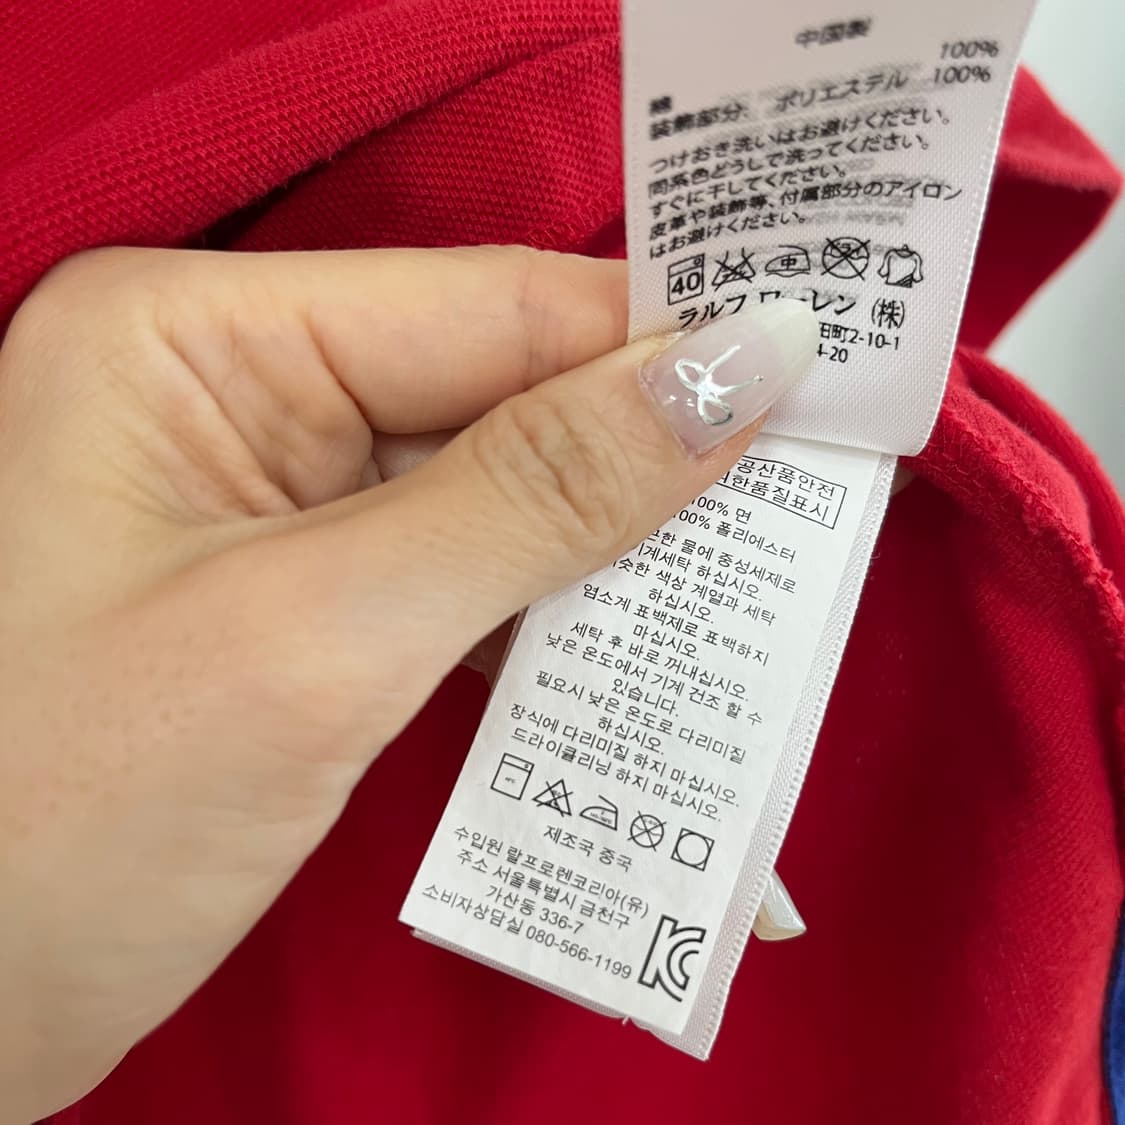 中国製
綿 100%
装飾部分、ポリエステル 100%
つけおき洗いはお避けください。
同系色どうしで洗ってください。
すぐに干してください。
皮革や装飾等、付属部分のアイロン
はお避けください。
40 中 ドライ
ラルフ ローレン (株)
田町2-10-1
4-20
공산품안전
한품질표시
100% 면
100% 폴리에스터
한 물에 중성세제로
기계세탁 하십시오.
슷한 색상 계열과 세탁
하십시오.
염소계 표백제로 표백하지
마십시오.
세탁 후 바로 꺼내십시오.
낮은 온도에서 기계 건조 할 수
있습니다.
필요시 낮은 온도로 다리미질
하십시오.
장식에 다리미질 하지 마십시오.
드라이클리닝 하지 마십시오.
제조국 중국
수입원 랄프로렌코리아(유)
주소 서울특별시 금천구
가산동 336-7
소비자상담실 080-566-1199
KC